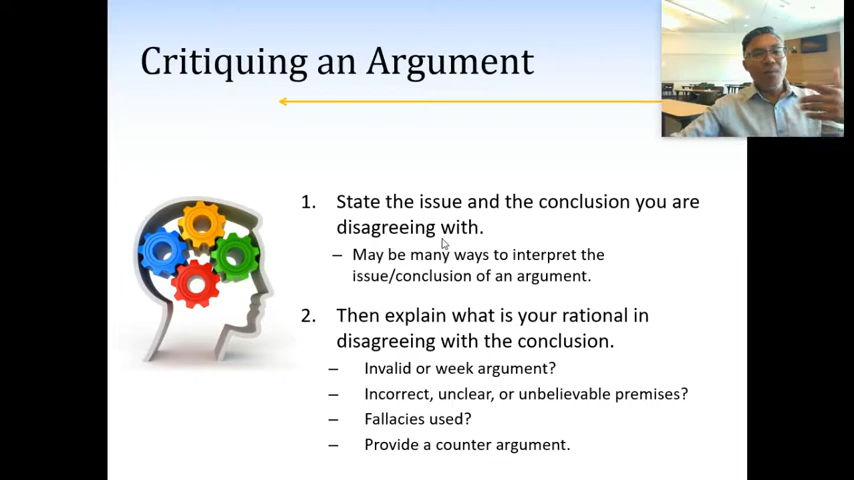 Critiquing an Argument
1. State the issue and the conclusion you are
disagreeing with.
– May be many ways to interpret the
issue/conclusion of an argument.
2. Then explain what is your rational in
disagreeing with the conclusion.
– Invalid or week argument?
– Incorrect, unclear, or unbelievable premises?
– Fallacies used?
– Provide a counter argument.